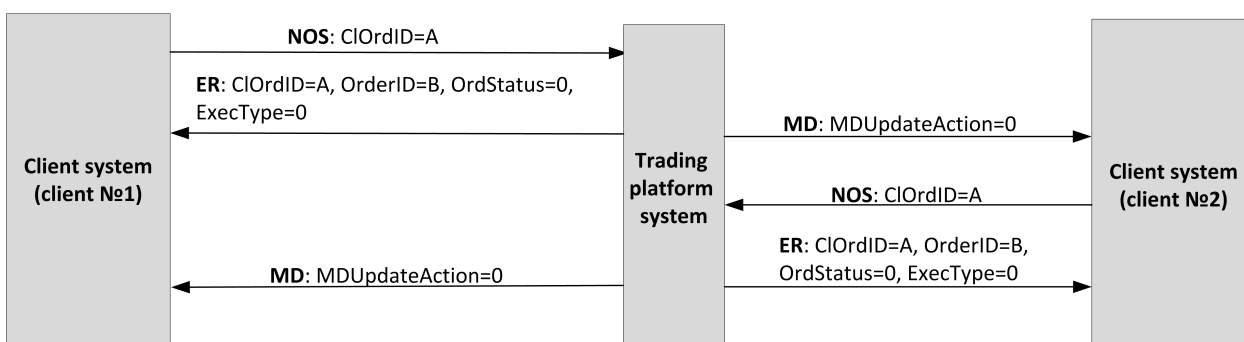 NOS: ClOrdID=A
ER: ClOrdID=A, OrderID=B, OrdStatus=0,
ExecType=0
MD: MDUpdateAction=0
Client system
(client №1)
Trading
platform
system
Client system
(client №2)
NOS: ClOrdID=A
ER: ClOrdID=A, OrderID=B,
OrdStatus=0, ExecType=0
MD: MDUpdateAction=0